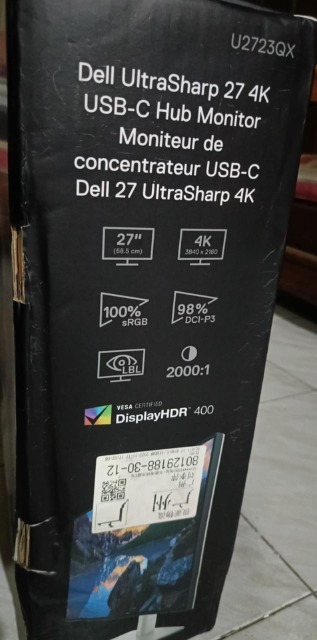 U2723QX
Dell UltraSharp 27 4K
USB-C Hub Monitor
Moniteur de
concentrateur USB-C
Dell 27 UltraSharp 4K
27"
(68.5 cm)
4K
3840 x 2160
100%
sRGB
98%
DCI-P3
LBL
2000:1
VESA CERTIFIED
DisplayHDR™ 400
80129188-30-12